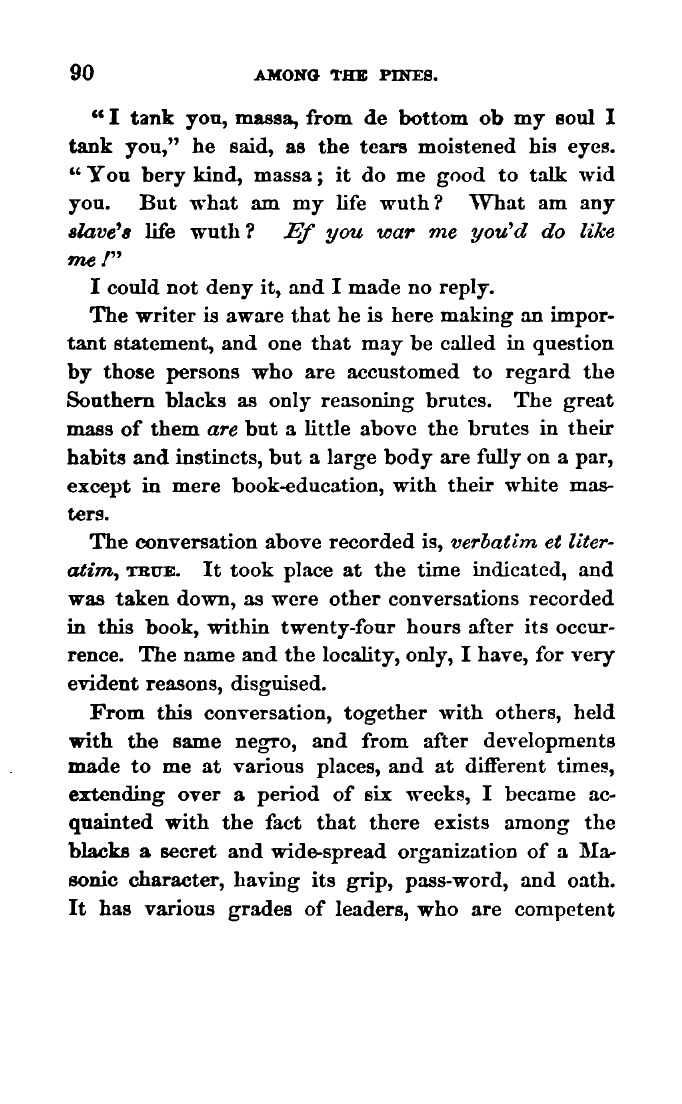 90 AMONG THE PINES.
“I tank you, massa, from de bottom ob my soul I
tank you,” he said, as the tears moistened his eyes.
“You bery kind, massa; it do me good to talk wid
you. But what am my life wuth? What am any
slave’s life wuth? Ef you war me you’d do like
me!”
I could not deny it, and I made no reply.
The writer is aware that he is here making an impor-
tant statement, and one that may be called in question
by those persons who are accustomed to regard the
Southern blacks as only reasoning brutes. The great
mass of them are but a little above the brutes in their
habits and instincts, but a large body are fully on a par,
except in mere book-education, with their white mas-
ters.
The conversation above recorded is, verbatim et liter-
atim, TRUE. It took place at the time indicated, and
was taken down, as were other conversations recorded
in this book, within twenty-four hours after its occur-
rence. The name and the locality, only, I have, for very
evident reasons, disguised.
From this conversation, together with others, held
with the same negro, and from after developments
made to me at various places, and at different times,
extending over a period of six weeks, I became ac-
quainted with the fact that there exists among the
blacks a secret and wide-spread organization of a Ma-
sonic character, having its grip, pass-word, and oath.
It has various grades of leaders, who are competent